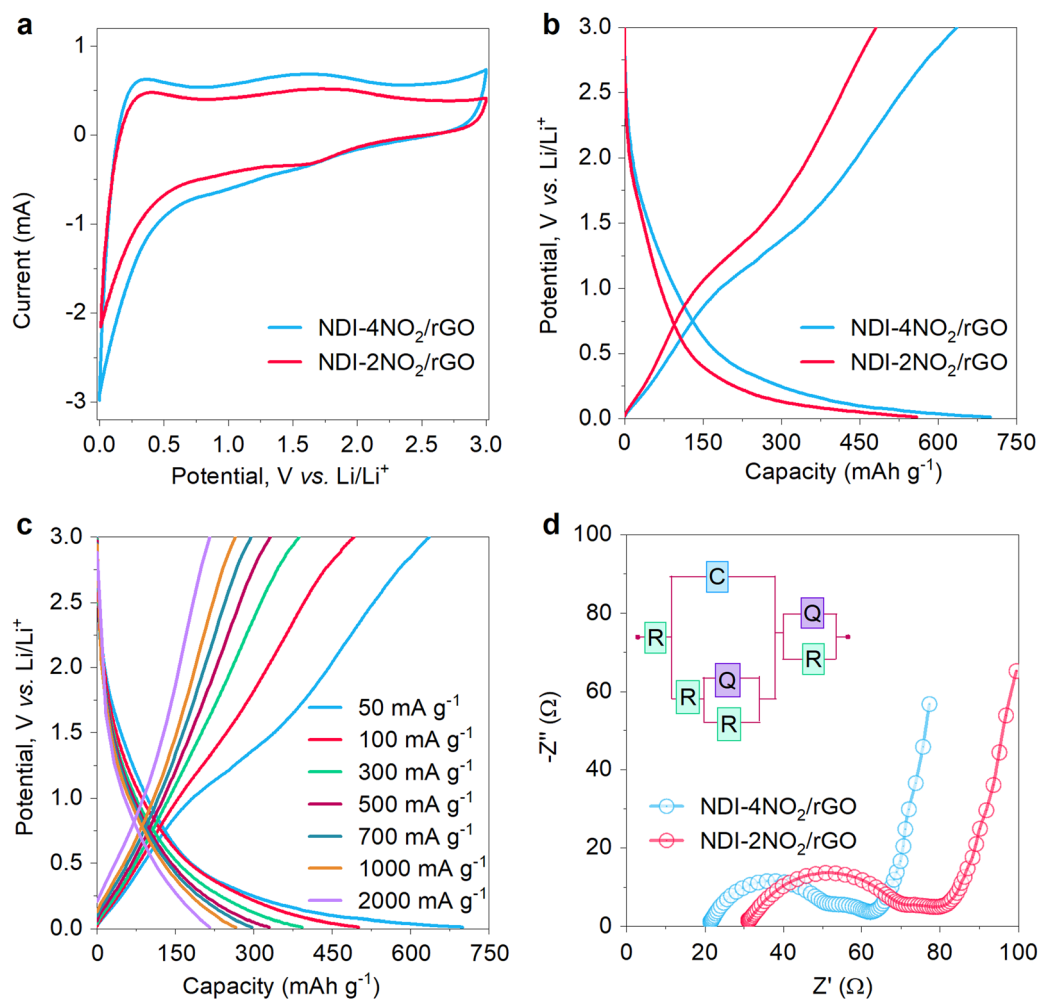 a
1
0
-1
-2
-3
Current (mA)
NDI-4NO₂/rGO
NDI-2NO₂/rGO
0.0 0.5 1.0 1.5 2.0 2.5 3.0
Potential, V vs. Li/Li⁺
b
3.0
2.5
2.0
1.5
1.0
0.5
0.0
Potential, V vs. Li/Li⁺
NDI-4NO₂/rGO
NDI-2NO₂/rGO
0 150 300 450 600 750
Capacity (mAh g⁻¹)
c
3.0
2.5
2.0
1.5
1.0
0.5
0.0
Potential, V vs. Li/Li⁺
50 mA g⁻¹
100 mA g⁻¹
300 mA g⁻¹
500 mA g⁻¹
700 mA g⁻¹
1000 mA g⁻¹
2000 mA g⁻¹
0 150 300 450 600 750
Capacity (mAh g⁻¹)
d
100
80
60
40
20
0
-Z'' (Ω)
C
Q
R
R
Q
R
R
NDI-4NO₂/rGO
NDI-2NO₂/rGO
0 20 40 60 80 100
Z' (Ω)